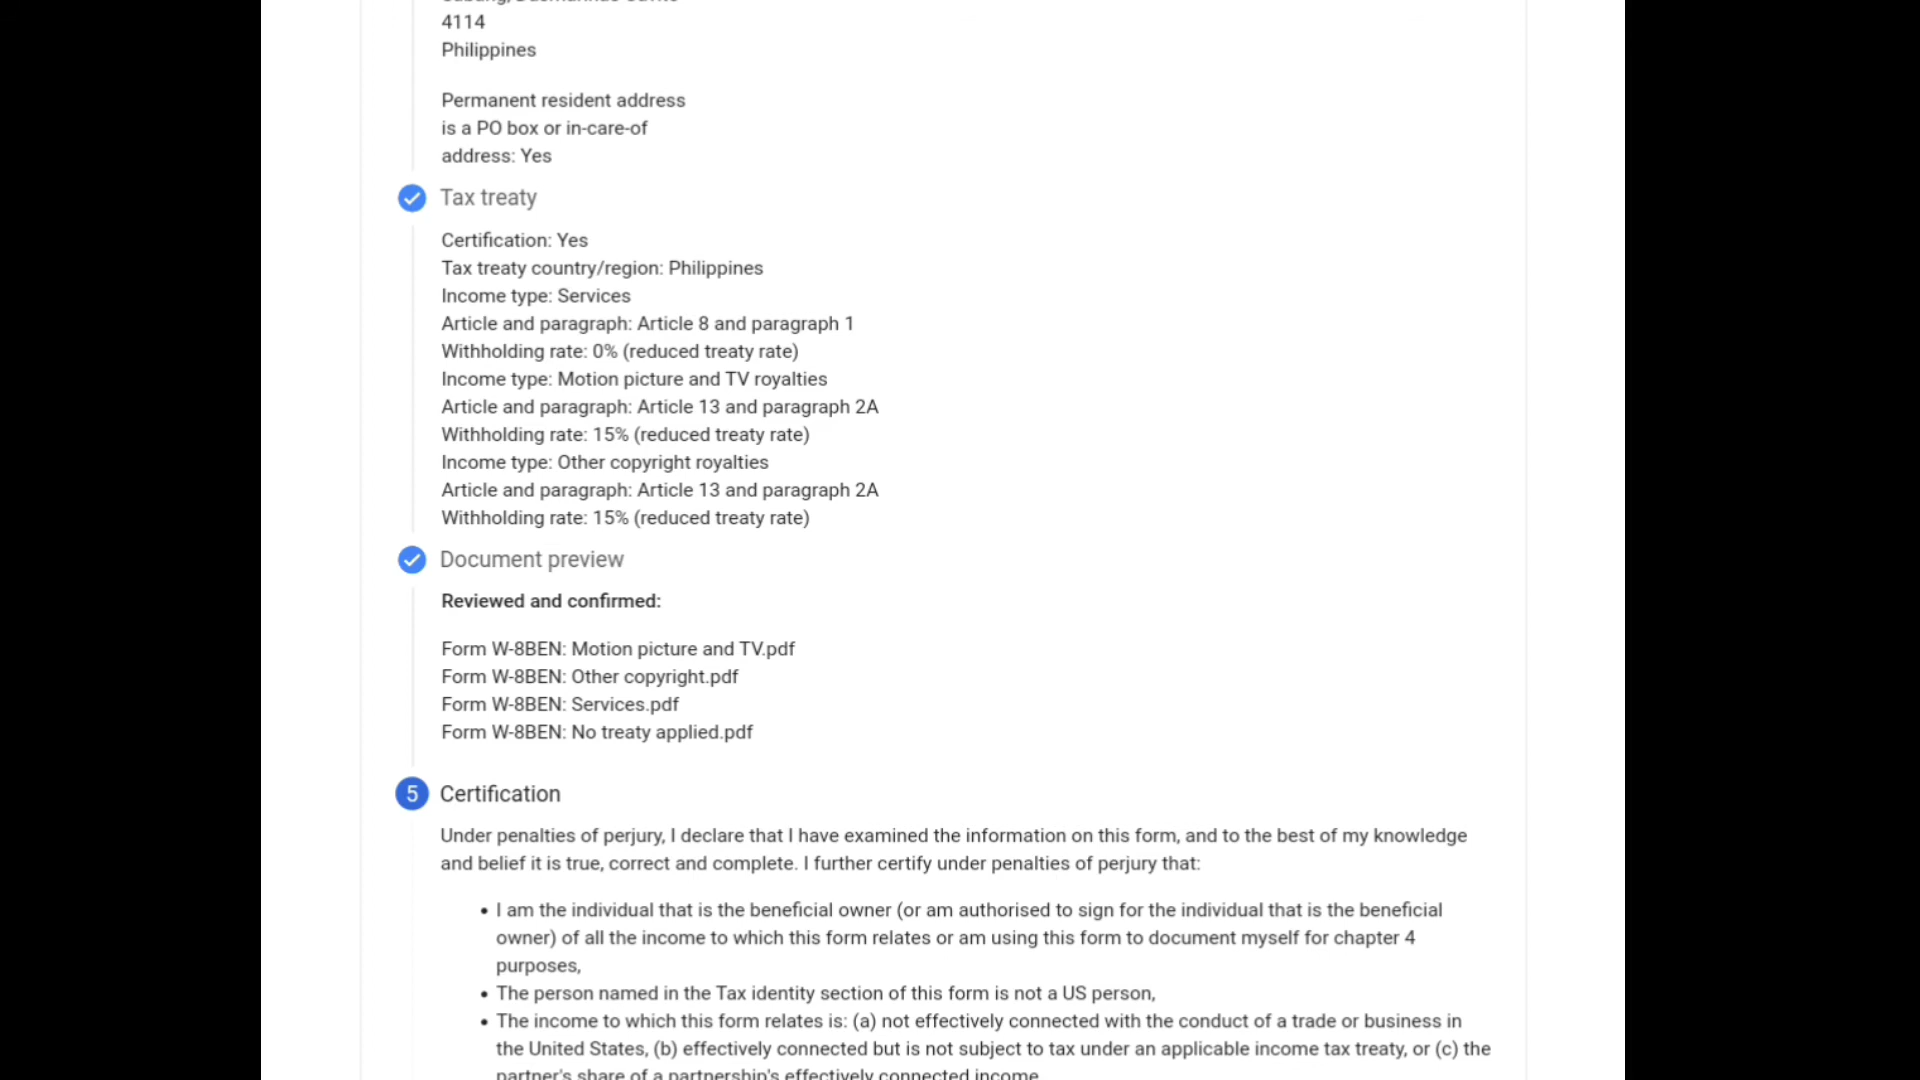 4114
Philippines
Permanent resident address
is a PO box or in-care-of
address: Yes
Tax treaty
Certification: Yes
Tax treaty country/region: Philippines
Income type: Services
Article and paragraph: Article 8 and paragraph 1
Withholding rate: 0% (reduced treaty rate)
Income type: Motion picture and TV royalties
Article and paragraph: Article 13 and paragraph 2A
Withholding rate: 15% (reduced treaty rate)
Income type: Other copyright royalties
Article and paragraph: Article 13 and paragraph 2A
Withholding rate: 15% (reduced treaty rate)
Document preview
Reviewed and confirmed:
Form W-8BEN: Motion picture and TV.pdf
Form W-8BEN: Other copyright.pdf
Form W-8BEN: Services.pdf
Form W-8BEN: No treaty applied.pdf
5 Certification
Under penalties of perjury, I declare that I have examined the information on this form, and to the best of my knowledge
and belief it is true, correct and complete. I further certify under penalties of perjury that:
• I am the individual that is the beneficial owner (or am authorised to sign for the individual that is the beneficial
owner) of all the income to which this form relates or am using this form to document myself for chapter 4
purposes,
• The person named in the Tax identity section of this form is not a US person,
• The income to which this form relates is: (a) not effectively connected with the conduct of a trade or business in
the United States, (b) effectively connected but is not subject to tax under an applicable income tax treaty, or (c) the
partner's share of a partnership's effectively connected income